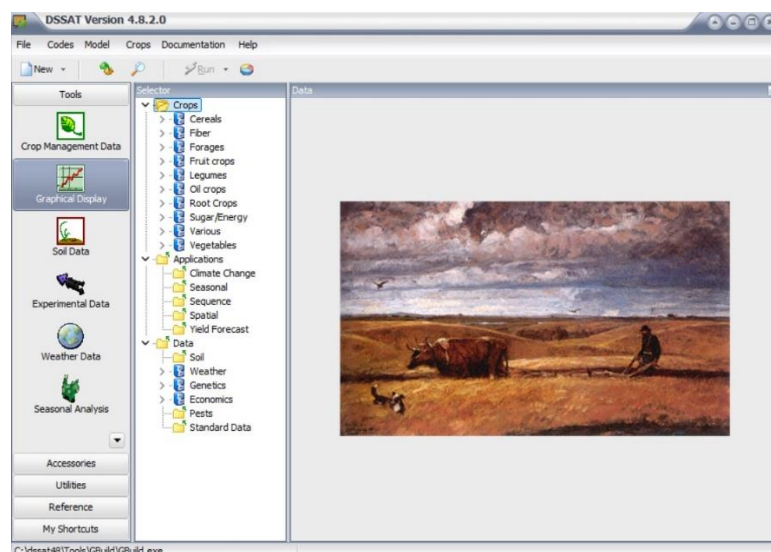 DSSAT Version 4.8.2.0
File Codes Model Crops Documentation Help
New Run
Tools
Crop Management Data
Graphical Display
Soil Data
Experimental Data
Weather Data
Seasonal Analysis
Accessories
Utilities
Reference
My Shortcuts
Selector
Crops
Cereals
Fiber
Forages
Fruit crops
Legumes
Oil crops
Root Crops
Sugar/Energy
Various
Vegetables
Applications
Climate Change
Seasonal
Sequence
Spatial
Yield Forecast
Data
Soil
Weather
Genetics
Economics
Pests
Standard Data
Data
C:\dssat48\Tools\GBuild\GBuild.exe